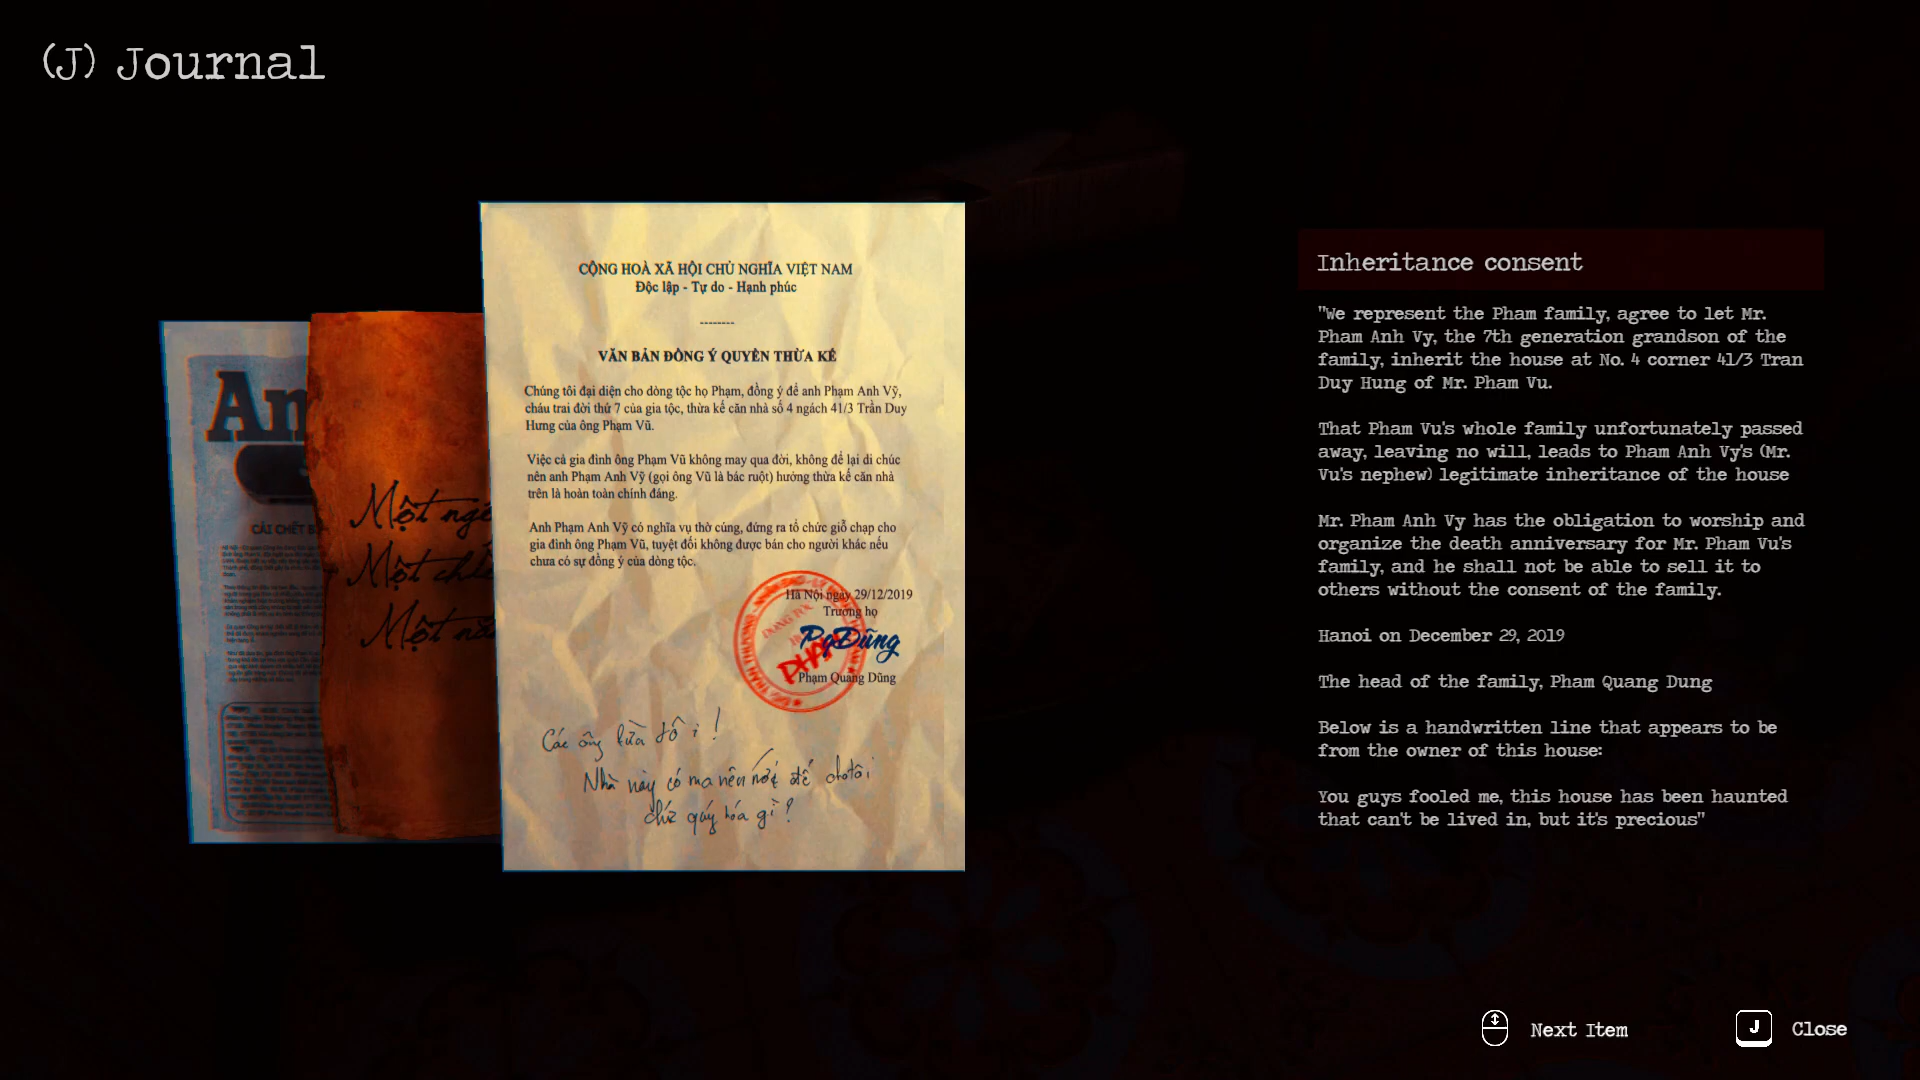 (J) Journal
An
CÁI CHẾT B
Một ngô
Một chiế
Một nă
CỘNG HOÀ XÃ HỘI CHỦ NGHĨA VIỆT NAM
Độc lập - Tự do - Hạnh phúc
--------
VĂN BẢN ĐỒNG Ý QUYỀN THỪA KẾ
Chúng tôi đại diện cho dòng tộc họ Phạm, đồng ý để anh Phạm Anh Vỹ,
cháu trai đời thứ 7 của gia tộc, thừa kế căn nhà số 4 ngách 41/3 Trần Duy
Hưng của ông Phạm Vũ.
Việc cả gia đình ông Phạm Vũ không may qua đời, không để lại di chúc
nên anh Phạm Anh Vỹ (gọi ông Vũ là bác ruột) hưởng thừa kế căn nhà
trên là hoàn toàn chính đáng.
Anh Phạm Anh Vỹ có nghĩa vụ thờ cúng, đứng ra tổ chức giỗ chạp cho
gia đình ông Phạm Vũ, tuyệt đối không được bán cho người khác nếu
chưa có sự đồng ý của dòng tộc.
Hà Nội ngày 29/12/2019
Trưởng họ
DÒNG TỘC
HỌ
PHẠM
PqDũng
Phạm Quang Dũng
Các ông lừa tôi!
Nhà này có ma nên mới để cho tôi
chứ quý hóa gì?
Inheritance consent
"We represent the Pham family, agree to let Mr.
Pham Anh Vy, the 7th generation grandson of the
family, inherit the house at No. 4 corner 41/3 Tran
Duy Hung of Mr. Pham Vu.
That Pham Vu's whole family unfortunately passed
away, leaving no will, leads to Pham Anh Vy's (Mr.
Vu's nephew) legitimate inheritance of the house
Mr. Pham Anh Vy has the obligation to worship and
organize the death anniversary for Mr. Pham Vu's
family, and he shall not be able to sell it to
others without the consent of the family.
Hanoi on December 29, 2019
The head of the family, Pham Quang Dung
Below is a handwritten line that appears to be
from the owner of this house:
You guys fooled me, this house has been haunted
that can't be lived in, but it's precious"
Next Item
J Close